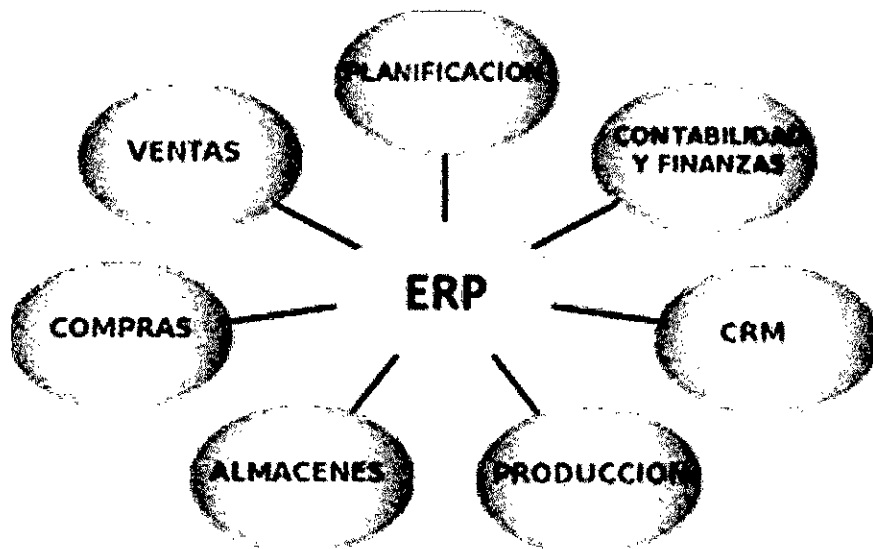 PLANIFICACION
VENTAS
CONTABILIDAD
Y FINANZAS
ERP
COMPRAS
CRM
ALMACENES
PRODUCCION